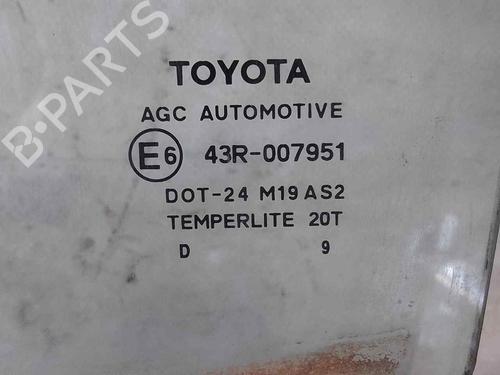 B-PARTS
TOYOTA
AGC AUTOMOTIVE
E6 43R-007951
DOT-24 M19 AS2
TEMPERLITE 20T
D 9